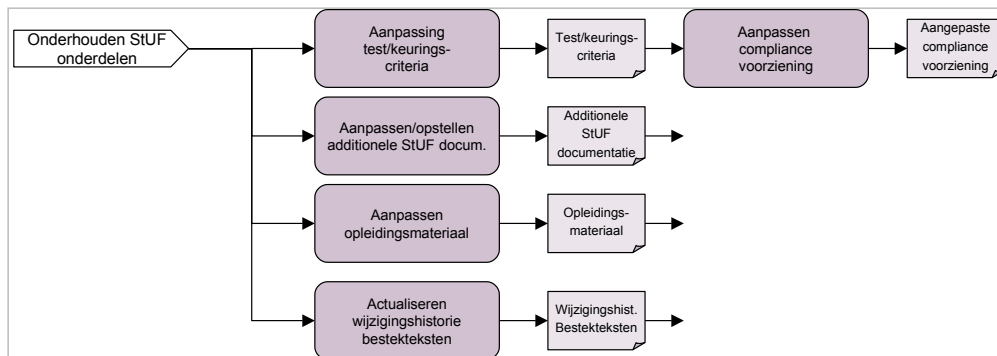 Onderhouden StUF
onderdelen
Aanpassing
test/keurings-
criteria
Test/keurings-
criteria
Aanpassen
compliance
voorziening
Aangepaste
compliance
voorziening
Aanpassen/opstellen
additionele StUF docum.
Additionele
StUF
documentatie
Aanpassen
opleidingsmateriaal
Opleidings-
materiaal
Actualiseren
wijzigingshistorie
bestekteksten
Wijzigingshist.
Bestekteksten